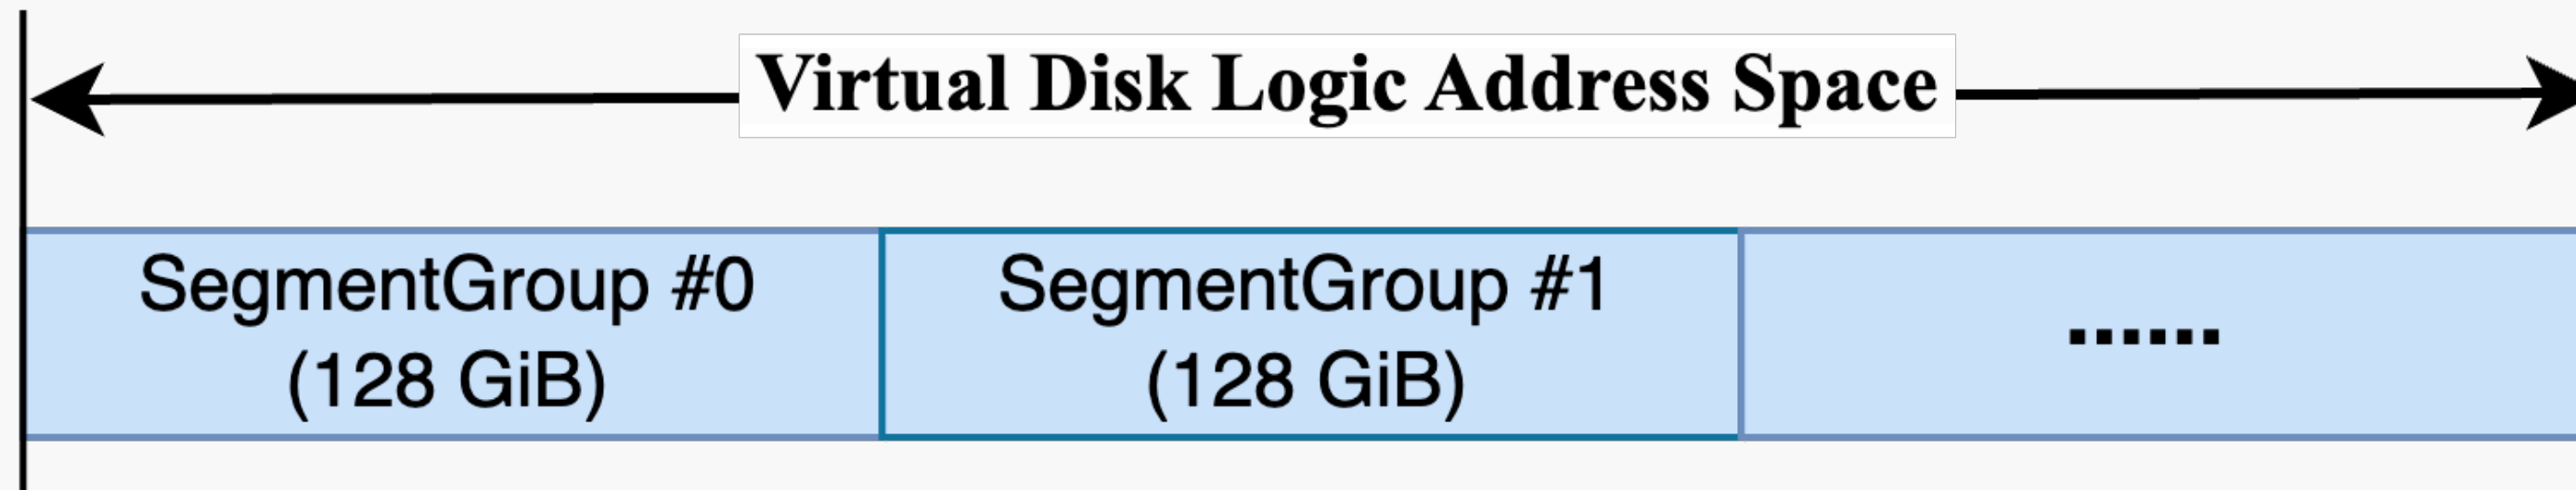 Virtual Disk Logic Address Space
SegmentGroup #0
(128 GiB)
SegmentGroup #1
(128 GiB)
......